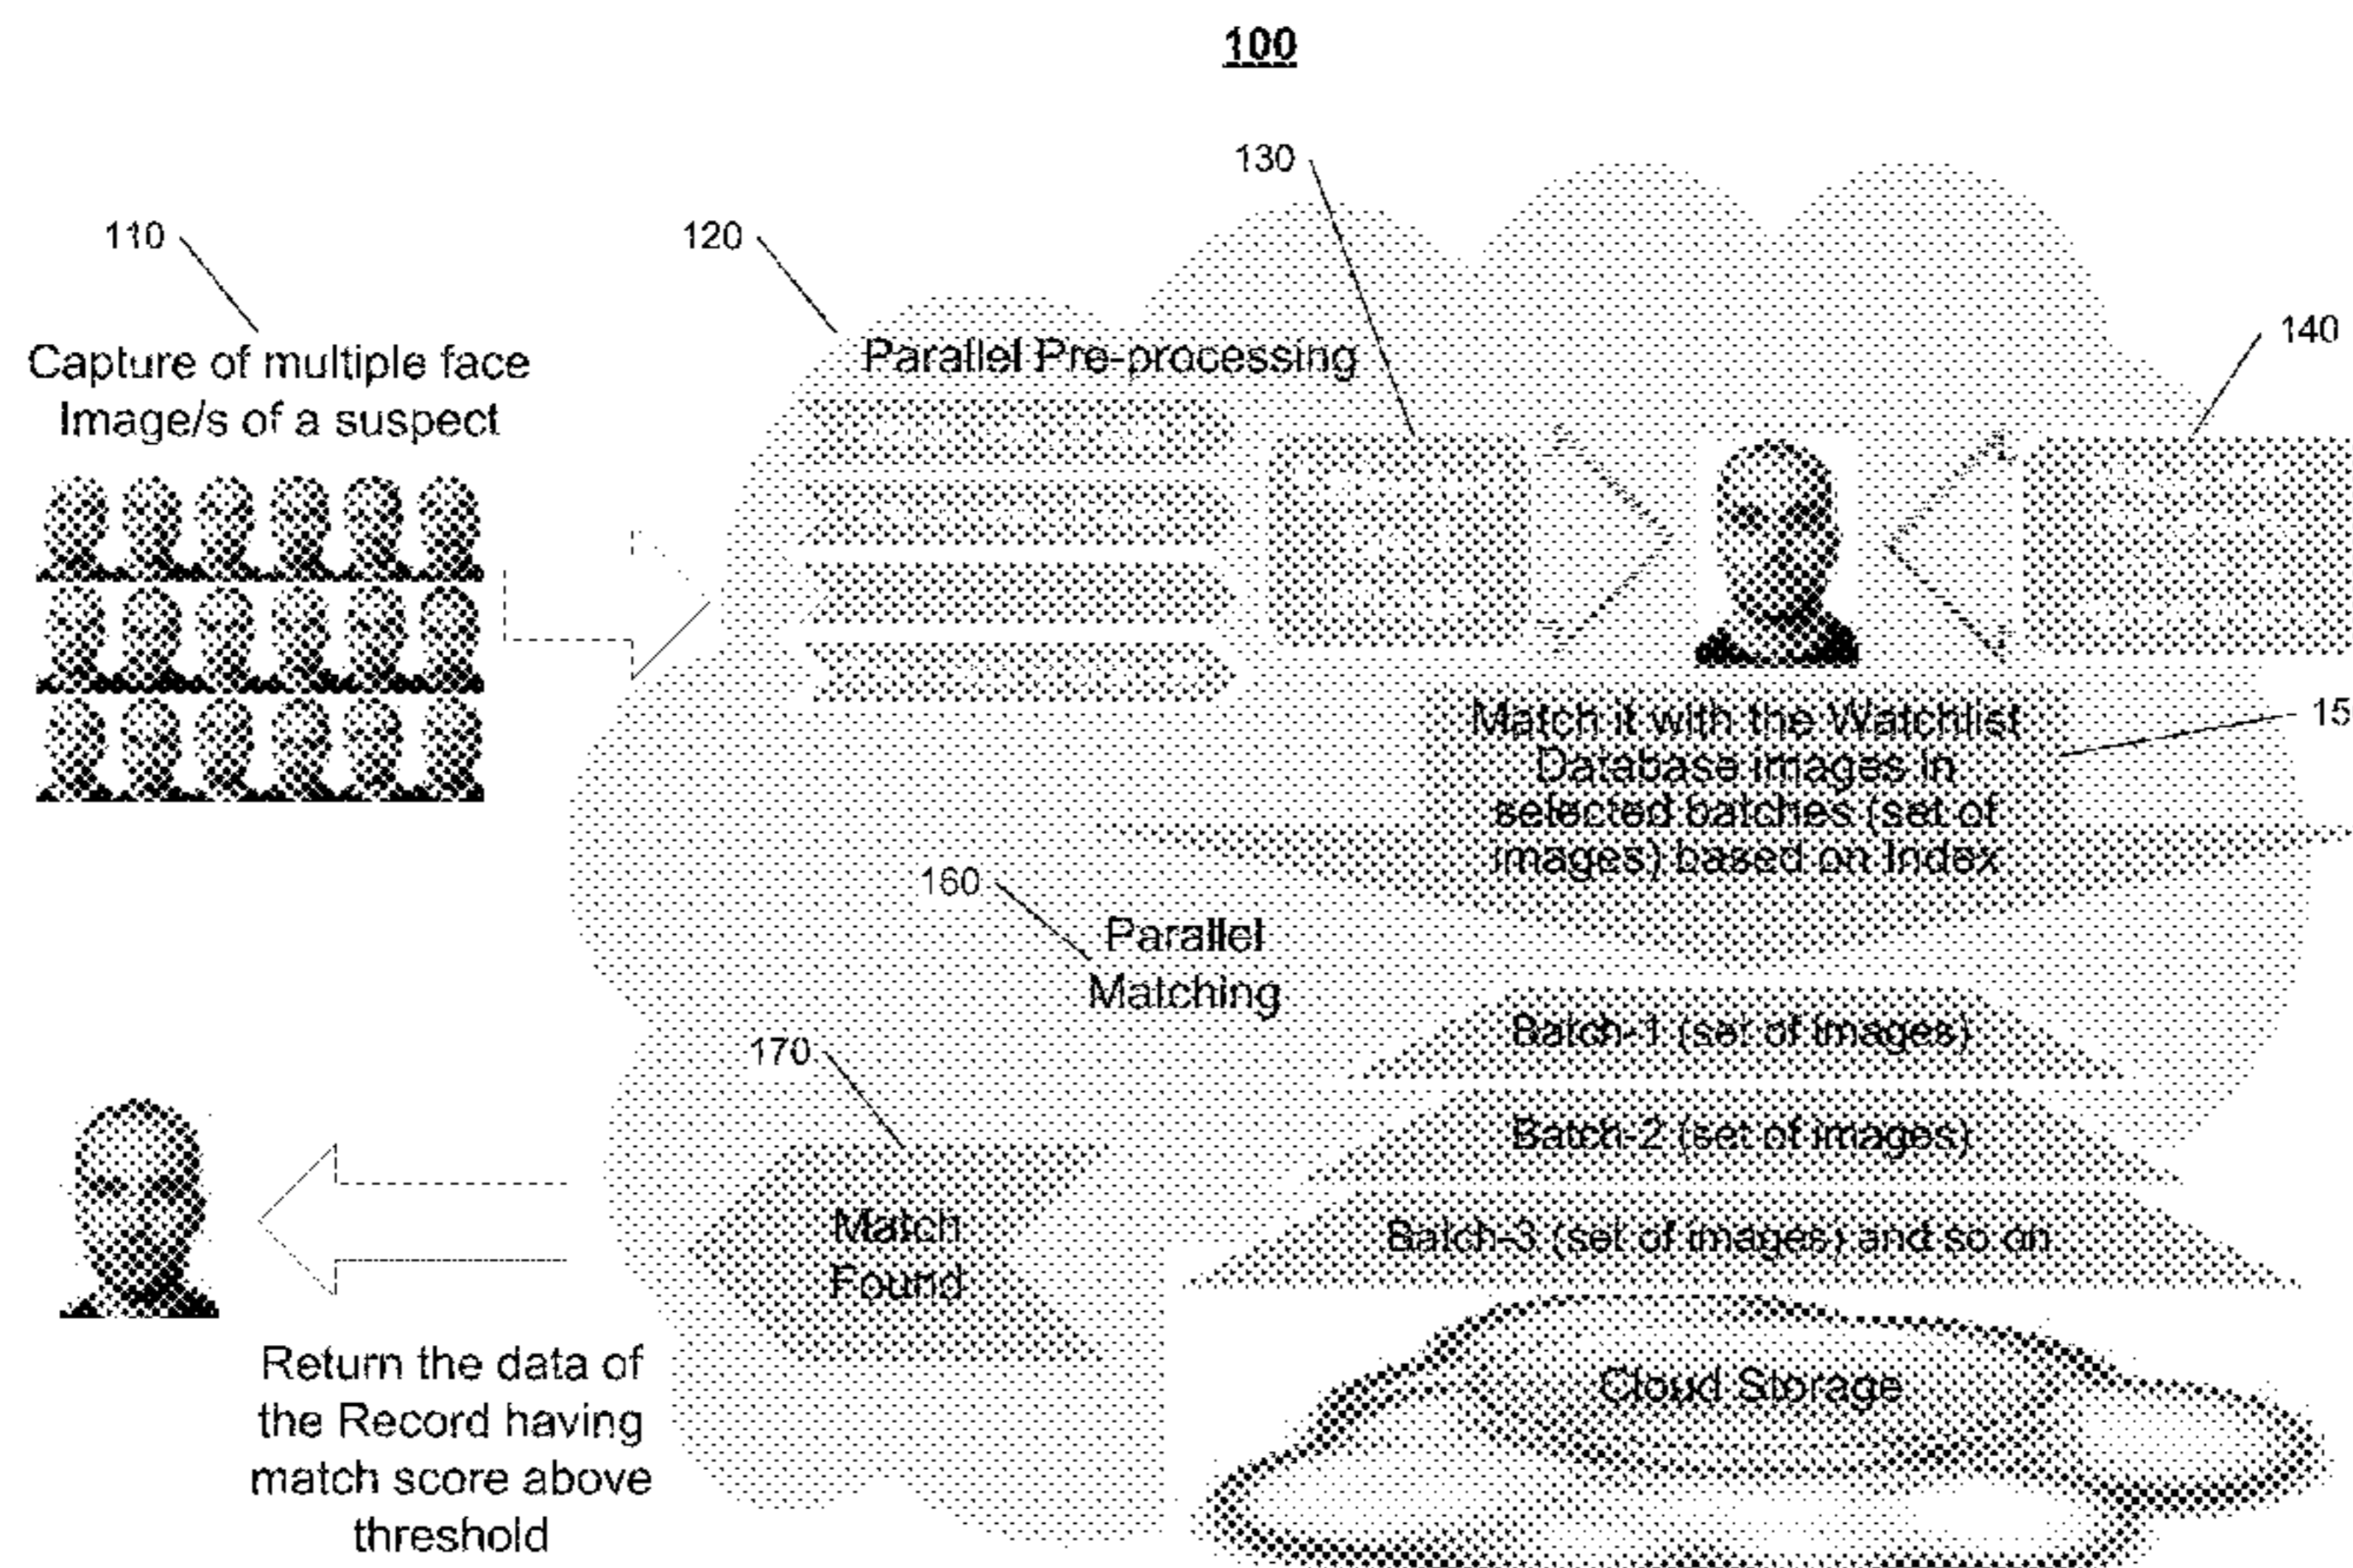 100
130
110
120
140
Capture of multiple face
Image/s of a suspect
Parallel Pre-processing
Match it with the Watchlist
Database images in
selected batches (set of
images) based on Index
160
Parallel
Matching
Batch-1 (set of images)
170
Batch-2 (set of images)
Match
Found
Batch-3 (set of images) and so on
Return the data of
the Record having
match score above
threshold
Cloud Storage